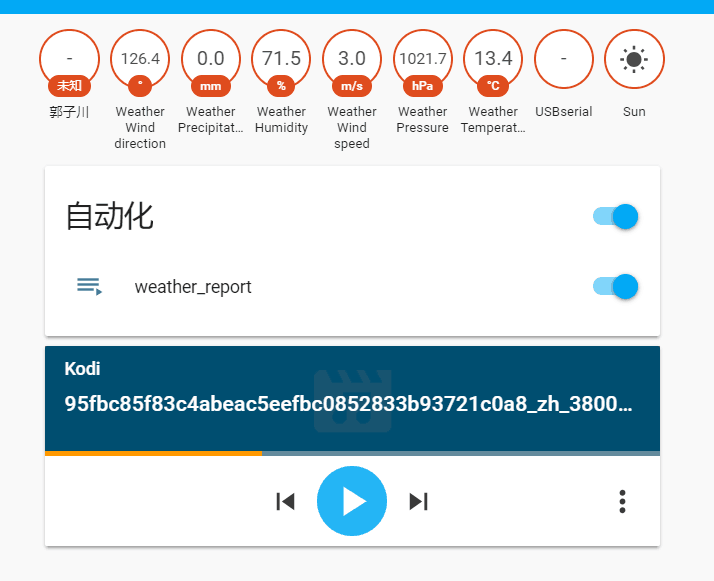 - 126.4 0.0 71.5 3.0 1021.7 13.4 -
未知 ° mm % m/s hPa °C
郭子川 Weather Weather Weather Weather Weather Weather USBserial Sun
Wind Precipitat... Humidity Wind Pressure Temperat...
direction speed
自动化
weather_report
Kodi
95fbc85f83c4abeac5eefbc0852833b93721c0a8_zh_3800...